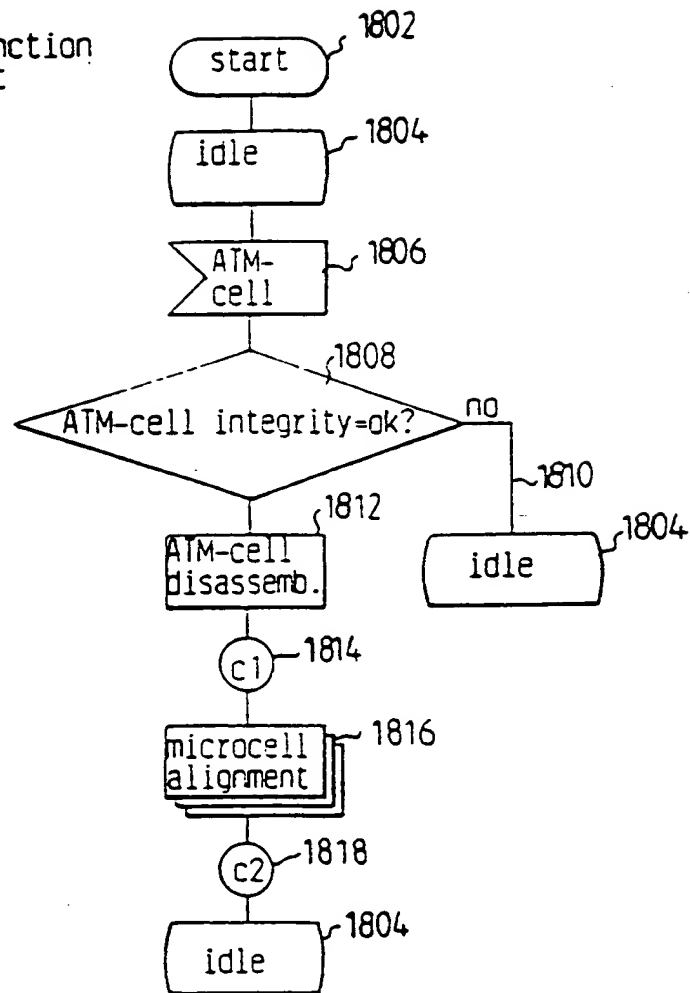 1802
start
1804
idle
1806
ATM-
cell
1808
ATM-cell integrity=ok?
no
1810
1812
ATM-cell
disassemb.
1804
idle
c1
1814
microcell
alignment
1816
c2
1818
1804
idle